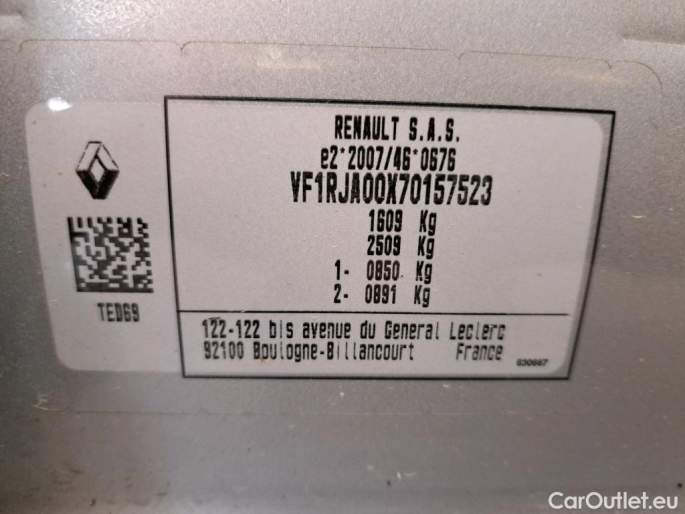 RENAULT S.A.S.
e2*2007/46*0676
VF1RJA00X70157523
1609 Kg
2509 Kg
1- 0850 Kg
2- 0891 Kg
TED69
122-122 bis avenue du General Leclerc
92100 Boulogne-Billancourt France
030667
CarOutlet.eu